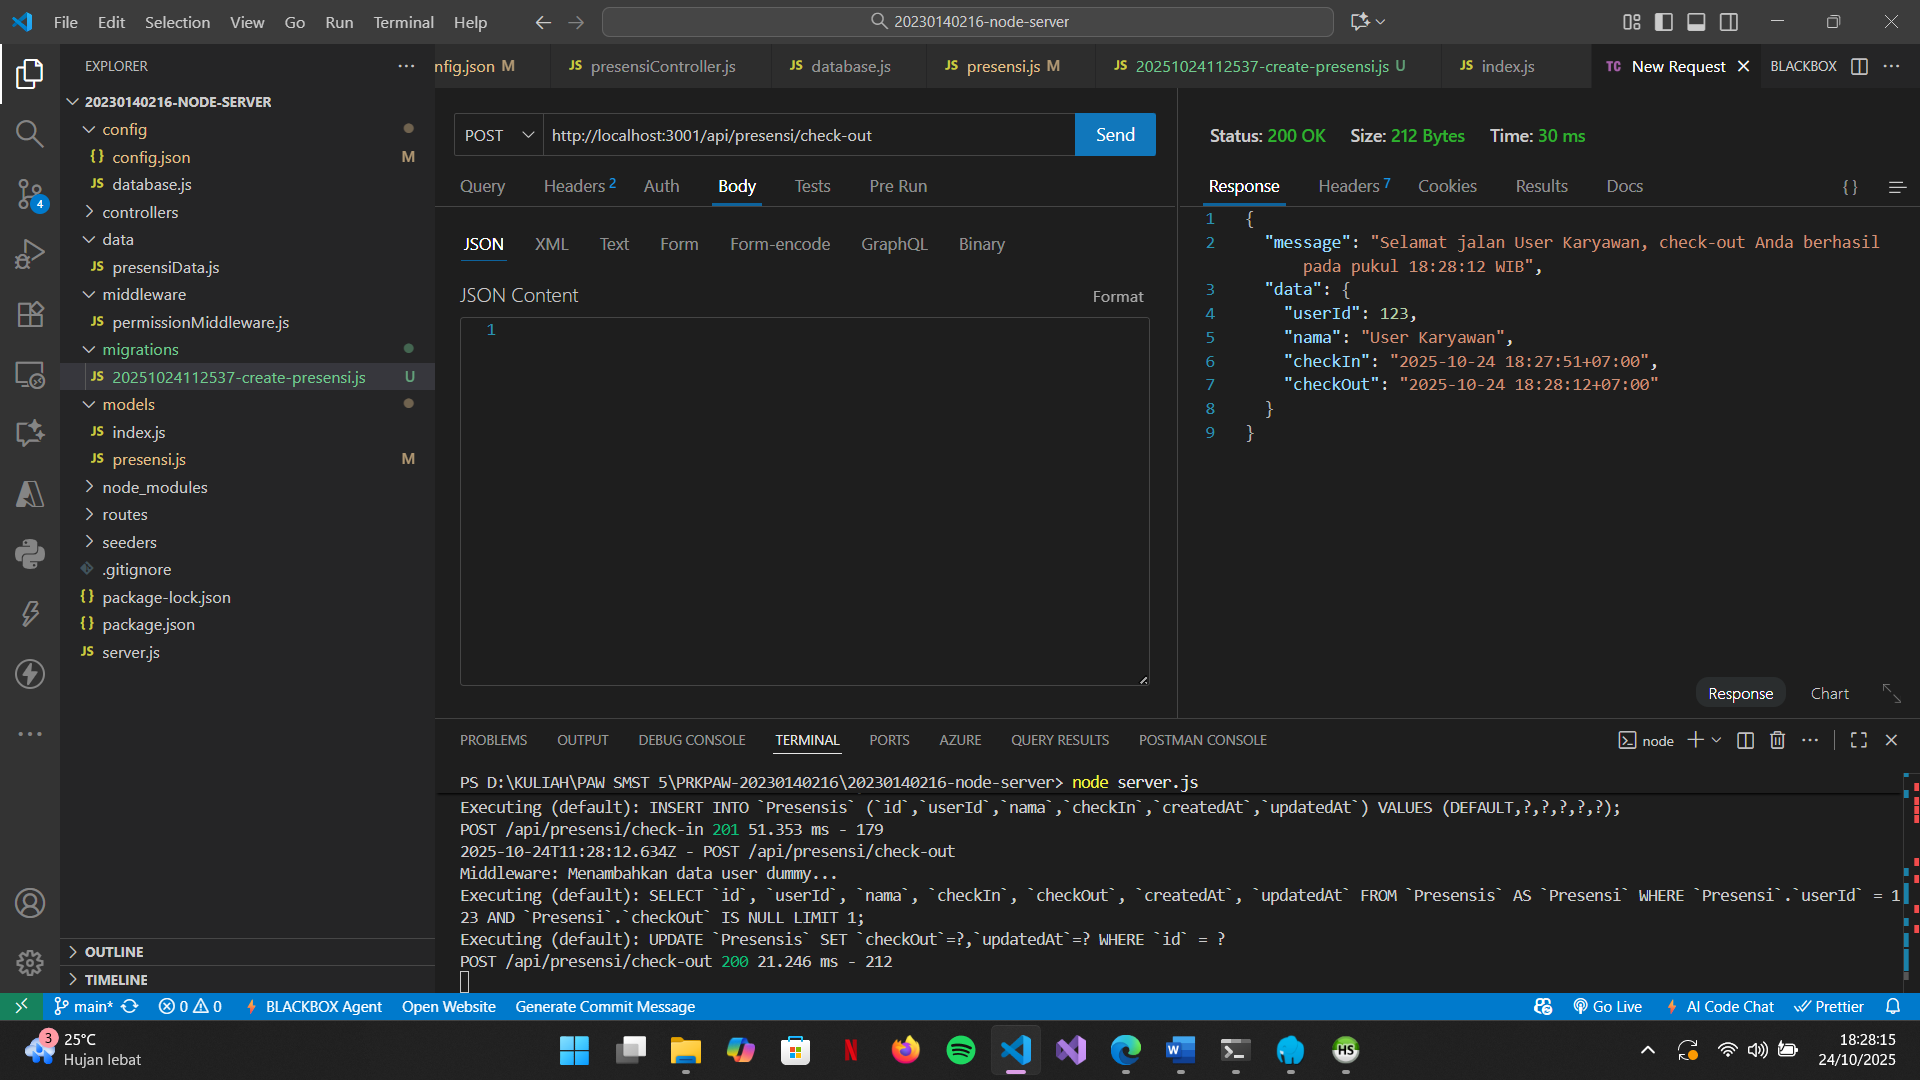 File Edit Selection View Go Run Terminal Help
20230140216-node-server
EXPLORER
20230140216-NODE-SERVER
config
config.json M
database.js
controllers
data
presensiData.js
middleware
permissionMiddleware.js
migrations
20251024112537-create-presensi.js U
models
index.js
presensi.js M
node_modules
routes
seeders
.gitignore
package-lock.json
package.json
server.js
OUTLINE
TIMELINE
4
nfig.json M
JS presensiController.js
JS database.js
JS presensi.js M
JS 20251024112537-create-presensi.js U
JS index.js
TC New Request
BLACKBOX
POST http://localhost:3001/api/presensi/check-out Send
Query Headers 2 Auth Body Tests Pre Run
JSON XML Text Form Form-encode GraphQL Binary
JSON Content Format
1
Status: 200 OK Size: 212 Bytes Time: 30 ms
Response Headers 7 Cookies Results Docs {}
1 {
2 "message": "Selamat jalan User Karyawan, check-out Anda berhasil
pada pukul 18:28:12 WIB",
3 "data": {
4 "userId": 123,
5 "nama": "User Karyawan",
6 "checkIn": "2025-10-24 18:27:51+07:00",
7 "checkOut": "2025-10-24 18:28:12+07:00"
8 }
9 }
Response Chart
PROBLEMS OUTPUT DEBUG CONSOLE TERMINAL PORTS AZURE QUERY RESULTS POSTMAN CONSOLE
node
PS D:\KULIAH\PAW SMST 5\PRKPAW-20230140216\20230140216-node-server> node server.js
Executing (default): INSERT INTO `Presensis` (`id`,`userId`,`nama`,`checkIn`,`createdAt`,`updatedAt`) VALUES (DEFAULT,?,?,?,?,?);
POST /api/presensi/check-in 201 51.353 ms - 179
2025-10-24T11:28:12.634Z - POST /api/presensi/check-out
Middleware: Menambahkan data user dummy...
Executing (default): SELECT `id`, `userId`, `nama`, `checkIn`, `checkOut`, `createdAt`, `updatedAt` FROM `Presensis` AS `Presensi` WHERE `Presensi`.`userId` = 1
23 AND `Presensi`.`checkOut` IS NULL LIMIT 1;
Executing (default): UPDATE `Presensis` SET `checkOut`=?,`updatedAt`=? WHERE `id` = ?
POST /api/presensi/check-out 200 21.246 ms - 212
main* 0 0 BLACKBOX Agent Open Website Generate Commit Message
Go Live AI Code Chat Prettier
3
25°C
Hujan lebat
N
W
HS
18:28:15
24/10/2025